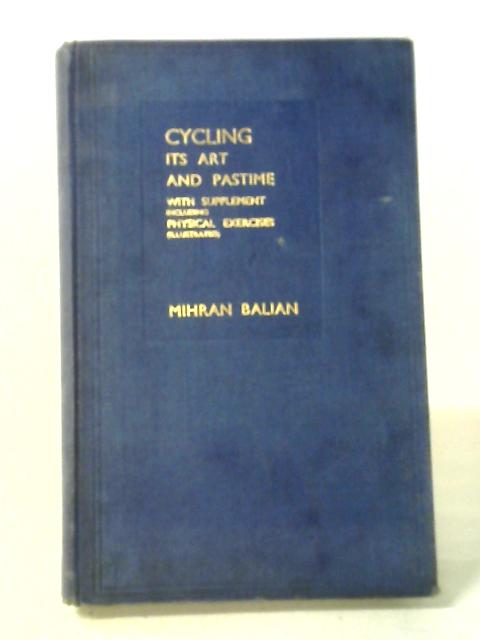 CYCLING
ITS ART
AND PASTIME
WITH SUPPLEMENT
INCLUDING
PHYSICAL EXERCISES
(ILLUSTRATED)
MIHRAN BALIAN